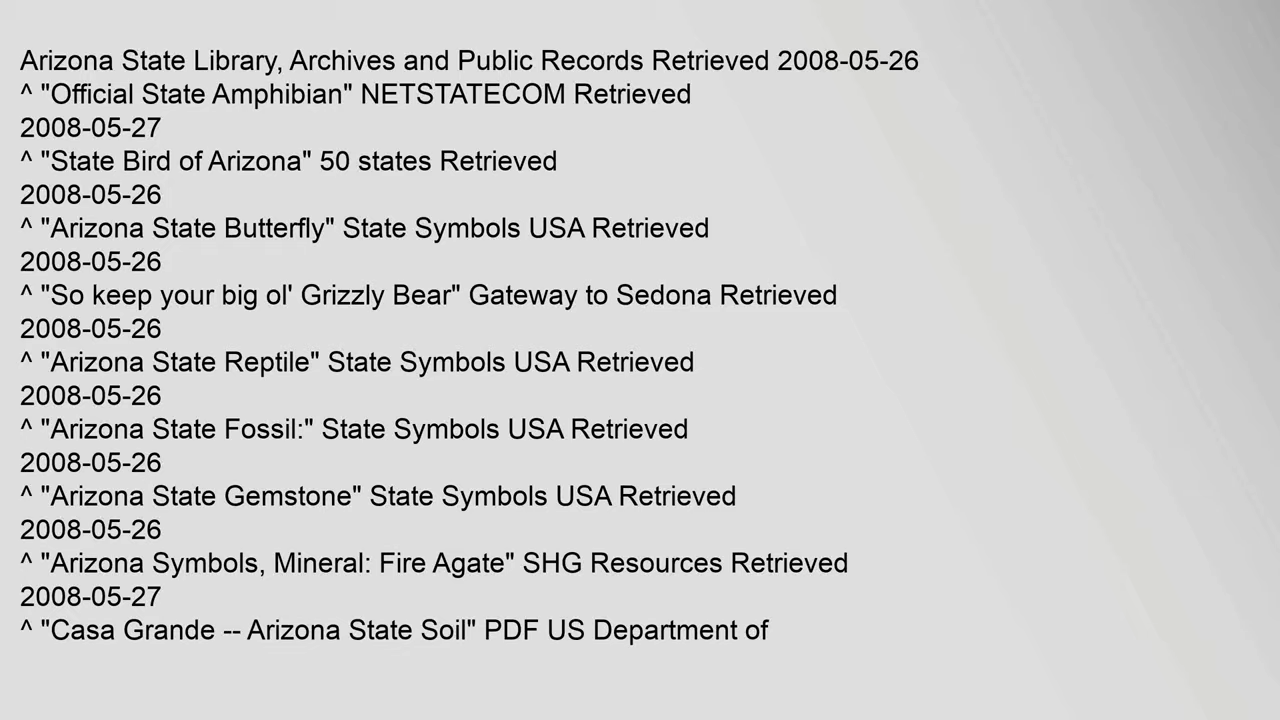 Arizona State Library, Archives and Public Records Retrieved 2008-05-26
^ "Official State Amphibian" NETSTATECOM Retrieved
2008-05-27
^ "State Bird of Arizona" 50 states Retrieved
2008-05-26
^ "Arizona State Butterfly" State Symbols USA Retrieved
2008-05-26
^ "So keep your big ol' Grizzly Bear" Gateway to Sedona Retrieved
2008-05-26
^ "Arizona State Reptile" State Symbols USA Retrieved
2008-05-26
^ "Arizona State Fossil:" State Symbols USA Retrieved
2008-05-26
^ "Arizona State Gemstone" State Symbols USA Retrieved
2008-05-26
^ "Arizona Symbols, Mineral: Fire Agate" SHG Resources Retrieved
2008-05-27
^ "Casa Grande -- Arizona State Soil" PDF US Department of